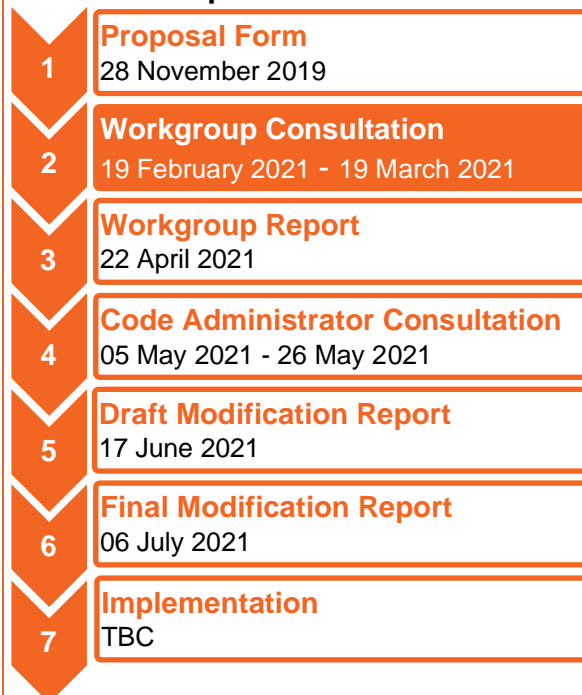 1
Proposal Form
28 November 2019
2
Workgroup Consultation
19 February 2021 - 19 March 2021
3
Workgroup Report
22 April 2021
4
Code Administrator Consultation
05 May 2021 - 26 May 2021
5
Draft Modification Report
17 June 2021
6
Final Modification Report
06 July 2021
7
Implementation
TBC